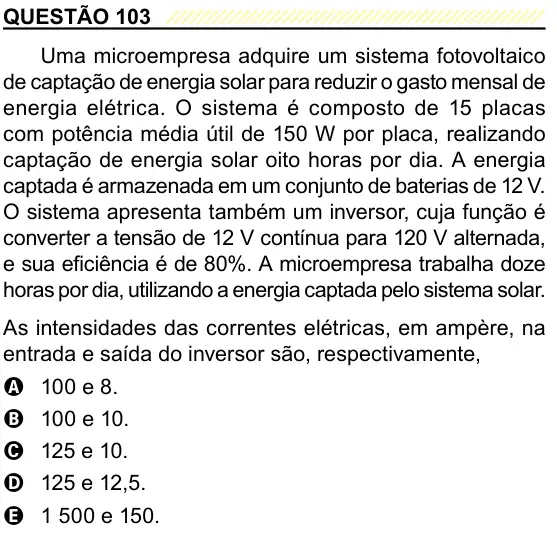 QUESTÃO 103
Uma microempresa adquire um sistema fotovoltaico
de captação de energia solar para reduzir o gasto mensal de
energia elétrica. O sistema é composto de 15 placas
com potência média útil de 150 W por placa, realizando
captação de energia solar oito horas por dia. A energia
captada é armazenada em um conjunto de baterias de 12 V.
O sistema apresenta também um inversor, cuja função é
converter a tensão de 12 V contínua para 120 V alternada,
e sua eficiência é de 80%. A microempresa trabalha doze
horas por dia, utilizando a energia captada pelo sistema solar.
As intensidades das correntes elétricas, em ampère, na
entrada e saída do inversor são, respectivamente,
A 100 e 8.
B 100 e 10.
C 125 e 10.
D 125 e 12,5.
E 1 500 e 150.